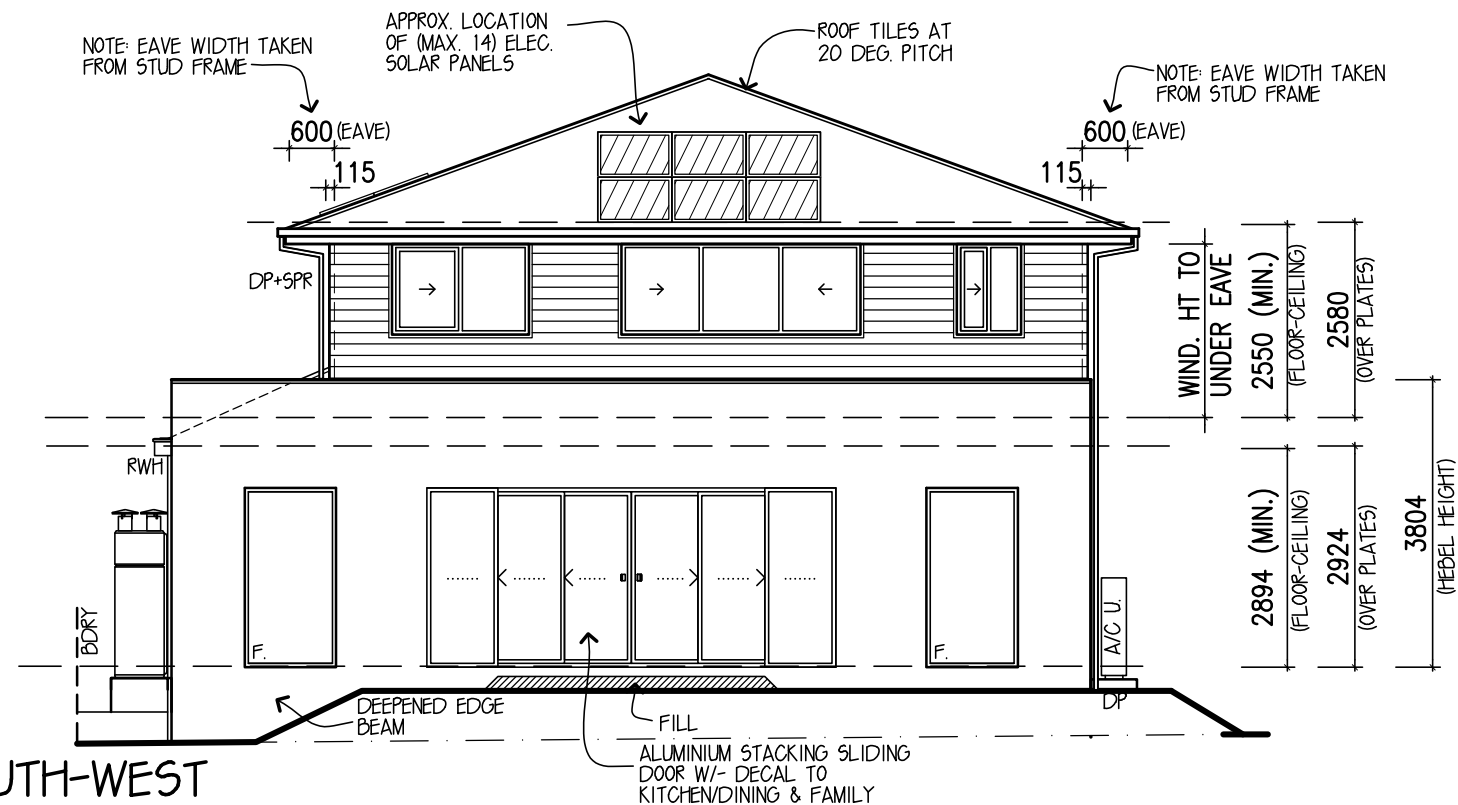 APPROX. LOCATION
OF (MAX. 14) ELEC.
SOLAR PANELS
ROOF TILES AT
20 DEG. PITCH
NOTE: EAVE WIDTH TAKEN
FROM STUD FRAME
NOTE: EAVE WIDTH TAKEN
FROM STUD FRAME
600 (EAVE)
115
600 (EAVE)
115
DP+SPR
WIND. HT TO
UNDER EAVE
2550 (MIN.)
(FLOOR-CEILING)
2580
(OVER PLATES)
RWH
2894 (MIN.)
(FLOOR-CEILING)
2924
(OVER PLATES)
3804
(HEBEL HEIGHT)
BDRY
F.
F.
A/C U.
DP
DEEPENED EDGE
BEAM
FILL
ALUMINIUM STACKING SLIDING
DOOR W/- DECAL TO
KITCHEN/DINING & FAMILY
UTH-WEST